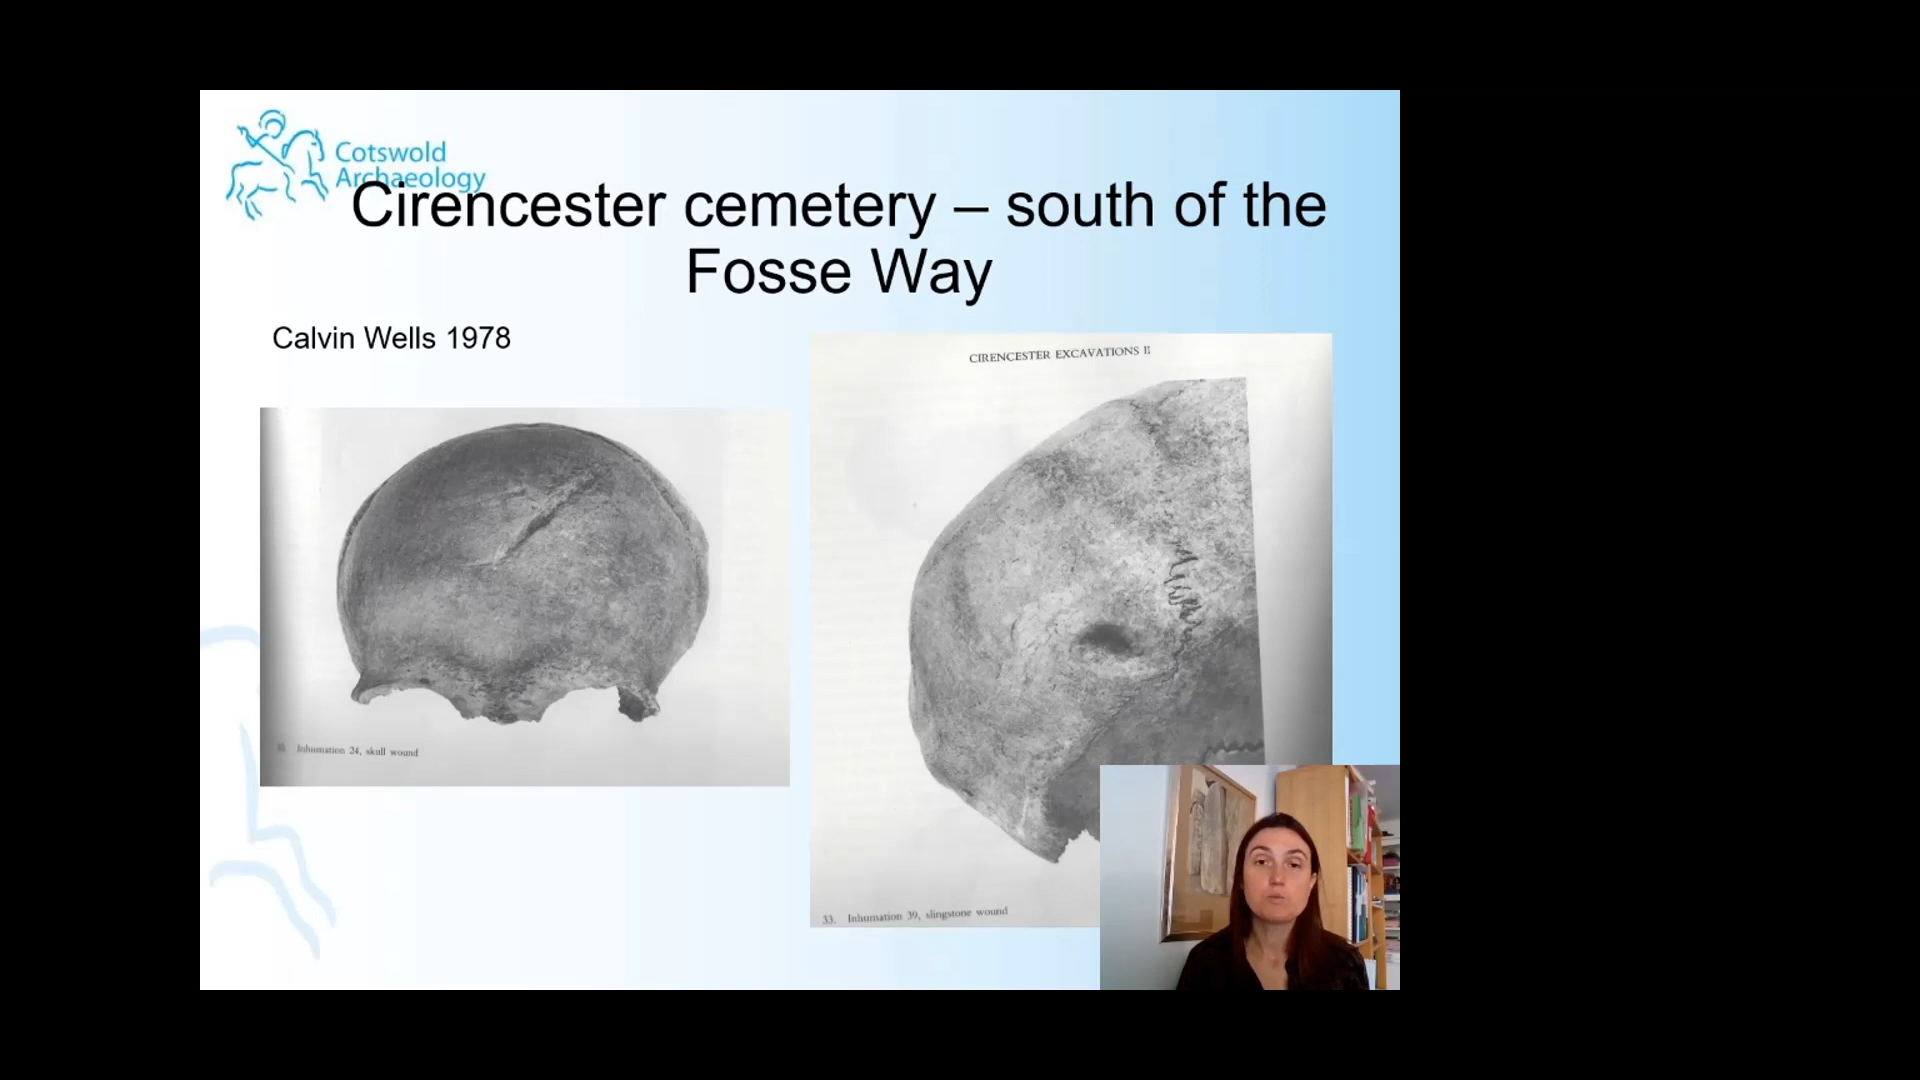 Cotswold
Archaeology
Cirencester cemetery – south of the
Fosse Way
Calvin Wells 1978
CIRENCESTER EXCAVATIONS II
Inhumation 24, skull wound
33. Inhumation 39, slingstone wound